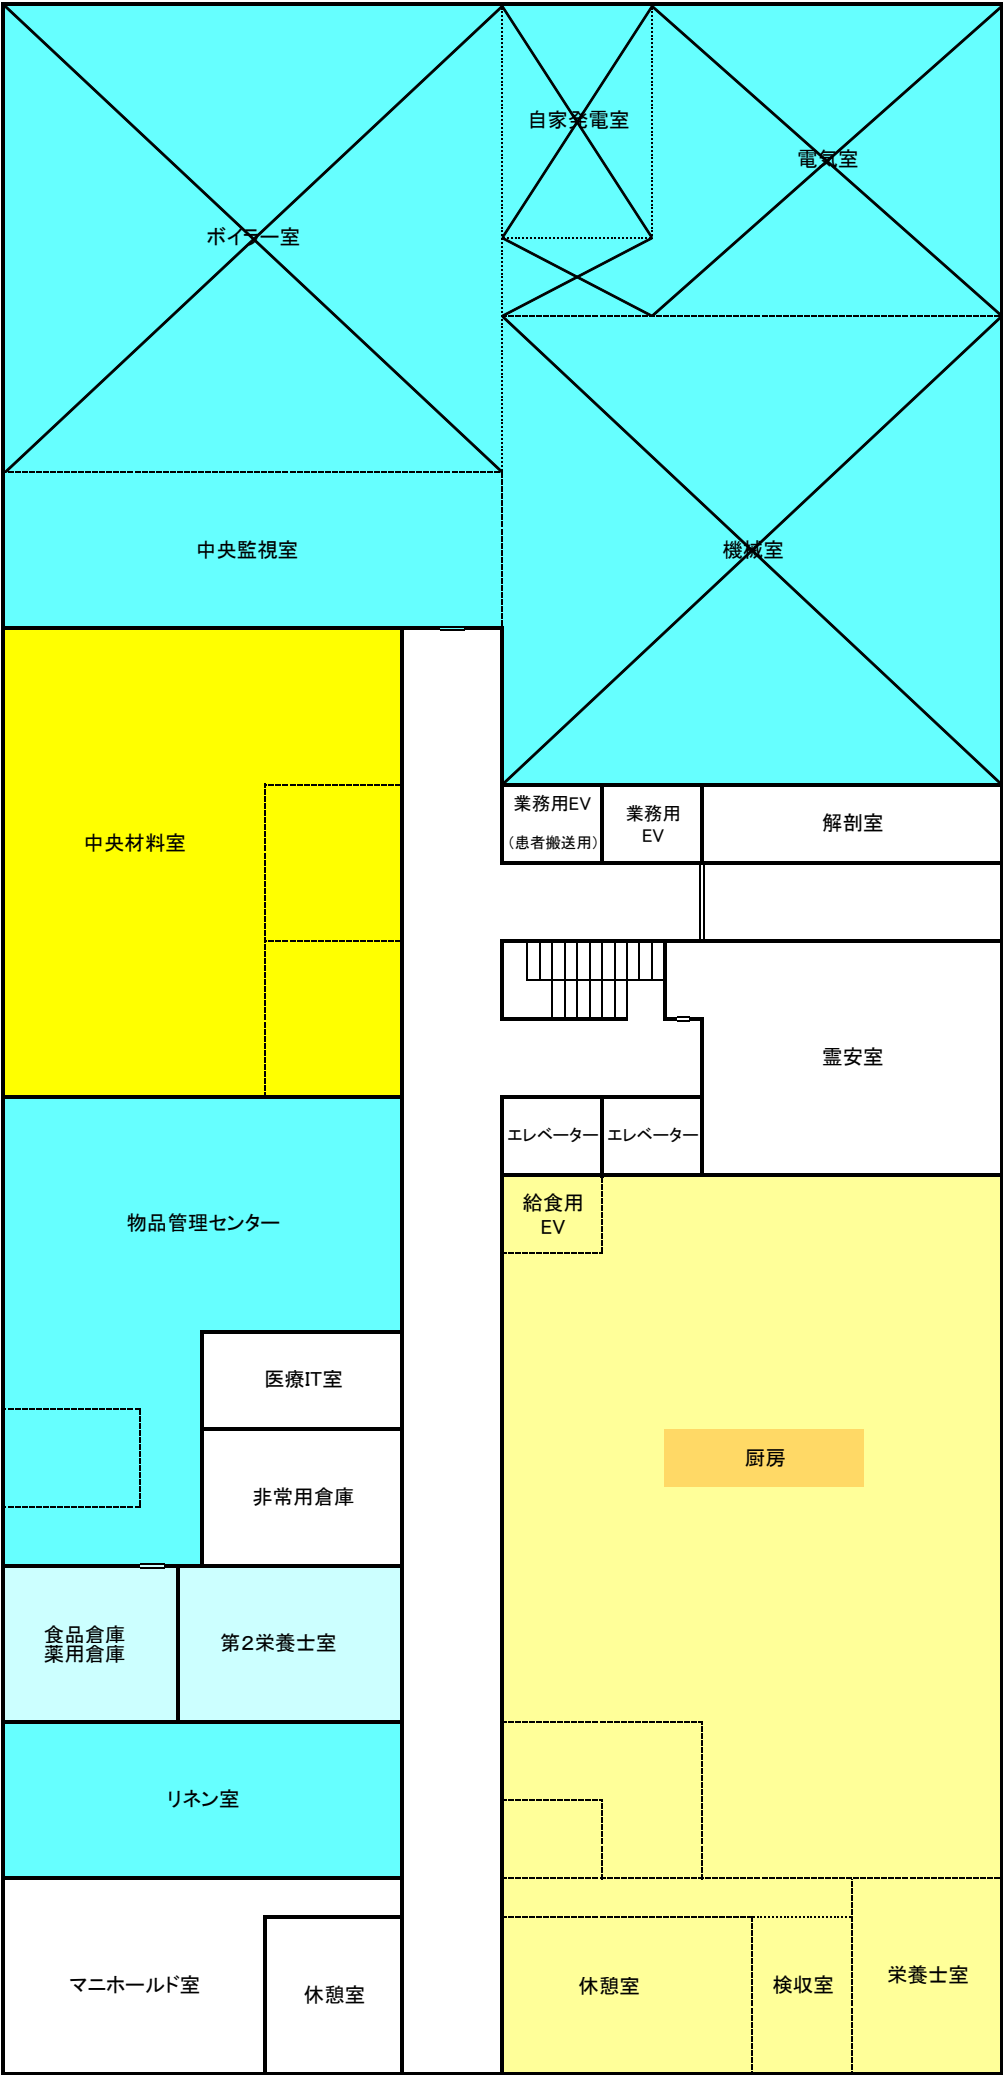 自家発電室
電気室
ボイラー室
中央監視室
機械室
業務用EV
（患者搬送用）
業務用
EV
解剖室
中央材料室
霊安室
エレベーター
エレベーター
給食用
EV
物品管理センター
医療IT室
厨房
非常用倉庫
食品倉庫
薬用倉庫
第2栄養士室
リネン室
マニホールド室
休憩室
休憩室
検収室
栄養士室